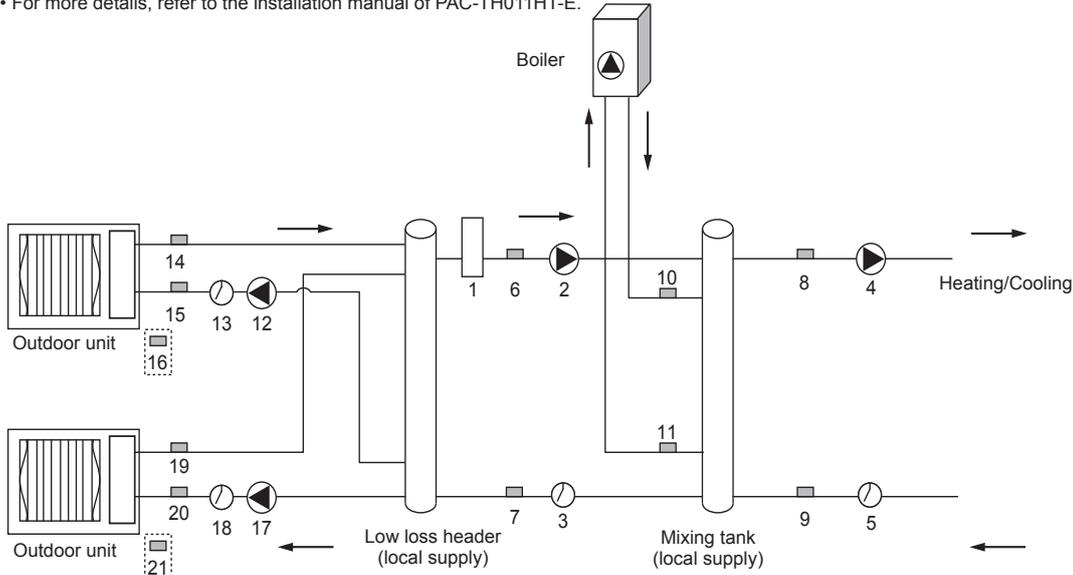 • For more details, refer to the installation manual of PAC-TH011HT-E.
Boiler
14
15
13
12
1
6
2
10
8
4
Heating/Cooling
Outdoor unit
16
11
19
20
18
17
7
3
9
5
Outdoor unit
21
Low loss header
(local supply)
Mixing tank
(local supply)